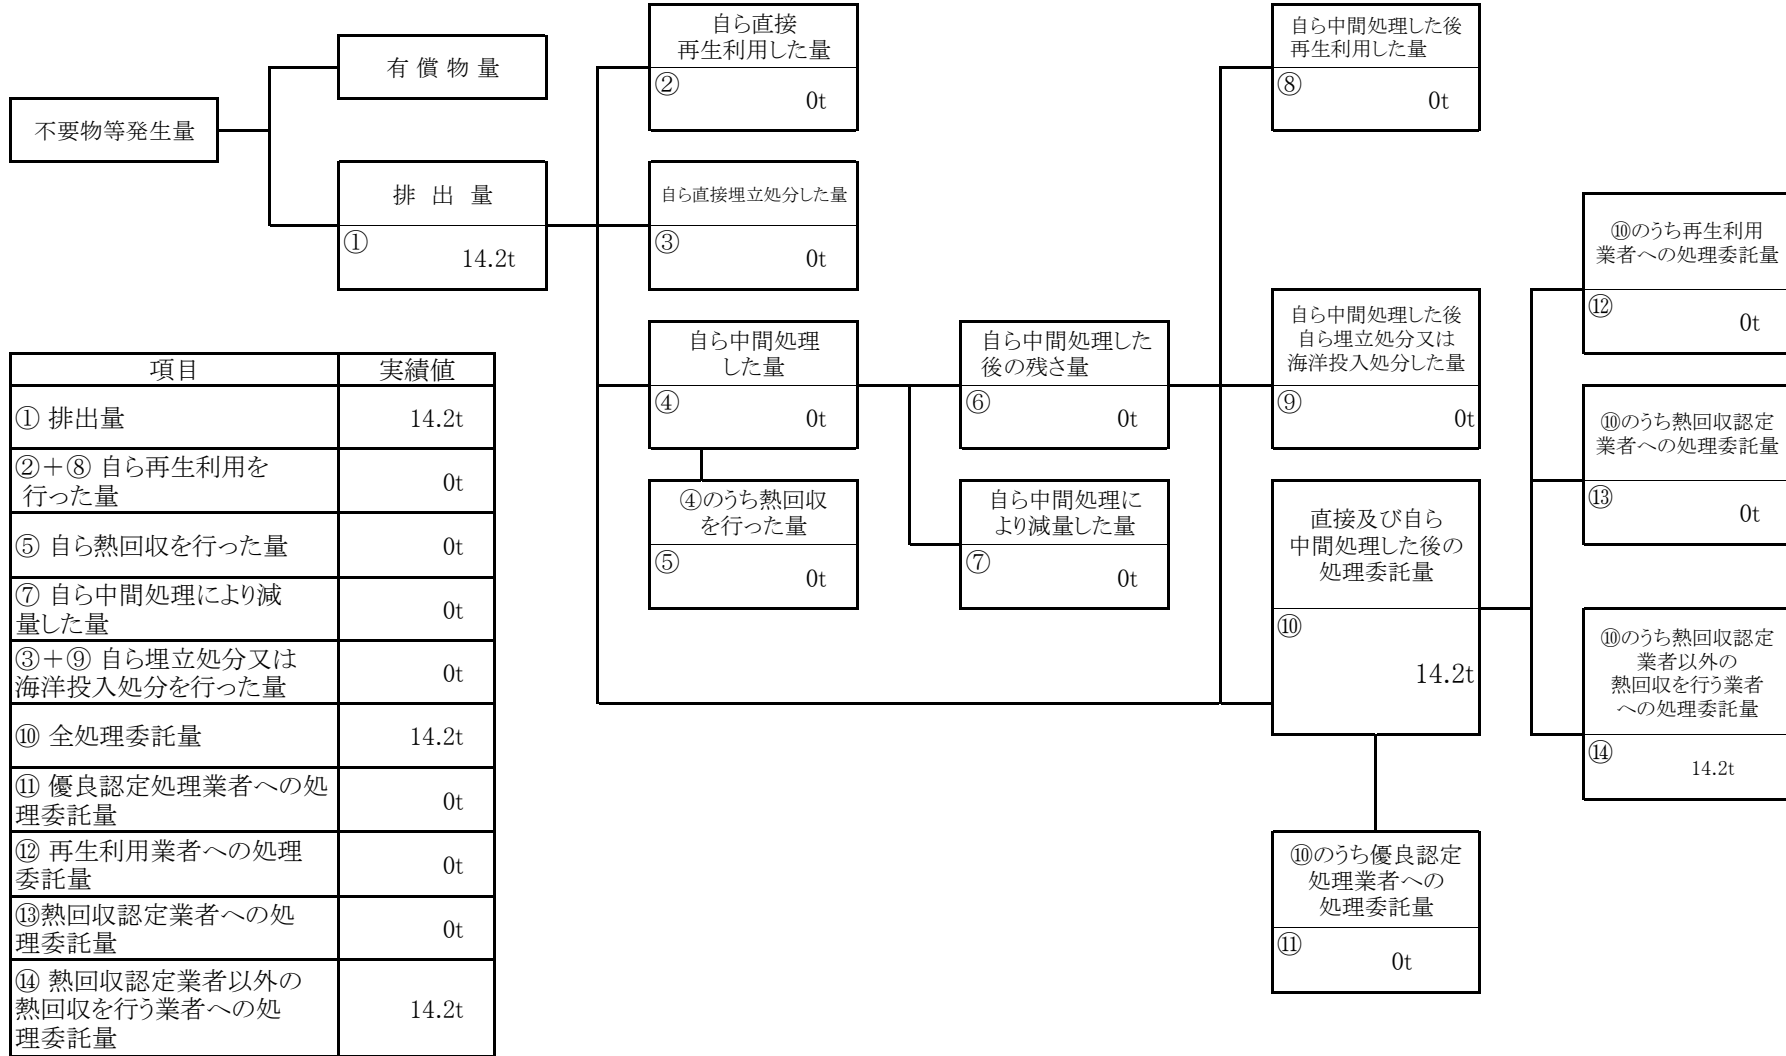 不要物等発生量
有 償 物 量
排 出 量
①
14.2t
自ら直接
再生利用した量
②
0t
自ら直接埋立処分した量
③
0t
自ら中間処理
した量
④
0t
④のうち熱回収
を行った量
⑤
0t
自ら中間処理した
後の残さ量
⑥
0t
自ら中間処理に
より減量した量
⑦
0t
自ら中間処理した後
再生利用した量
⑧
0t
自ら中間処理した後
自ら埋立処分又は
海洋投入処分した量
⑨
0t
直接及び自ら
中間処理した後の
処理委託量
⑩
14.2t
⑩のうち優良認定
処理業者への
処理委託量
⑪
0t
⑩のうち再生利用
業者への処理委託量
⑫
0t
⑩のうち熱回収認定
業者への処理委託量
⑬
0t
⑩のうち熱回収認定
業者以外の
熱回収を行う業者
への処理委託量
⑭
14.2t
項目 実績値
① 排出量 14.2t
②＋⑧ 自ら再生利用を
行った量 0t
⑤ 自ら熱回収を行った量 0t
⑦ 自ら中間処理により減
量した量 0t
③＋⑨ 自ら埋立処分又は
海洋投入処分を行った量 0t
⑩ 全処理委託量 14.2t
⑪ 優良認定処理業者への処
理委託量 0t
⑫ 再生利用業者への処理
委託量 0t
⑬熱回収認定業者への処
理委託量 0t
⑭ 熱回収認定業者以外の
熱回収を行う業者への処
理委託量 14.2t